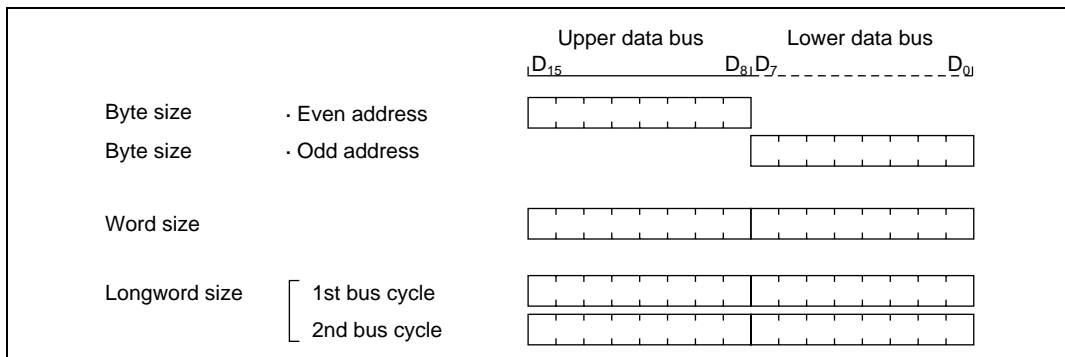 Upper data bus Lower data bus
D15 D8 D7 D0
Byte size · Even address
Byte size · Odd address
Word size
Longword size 1st bus cycle
2nd bus cycle